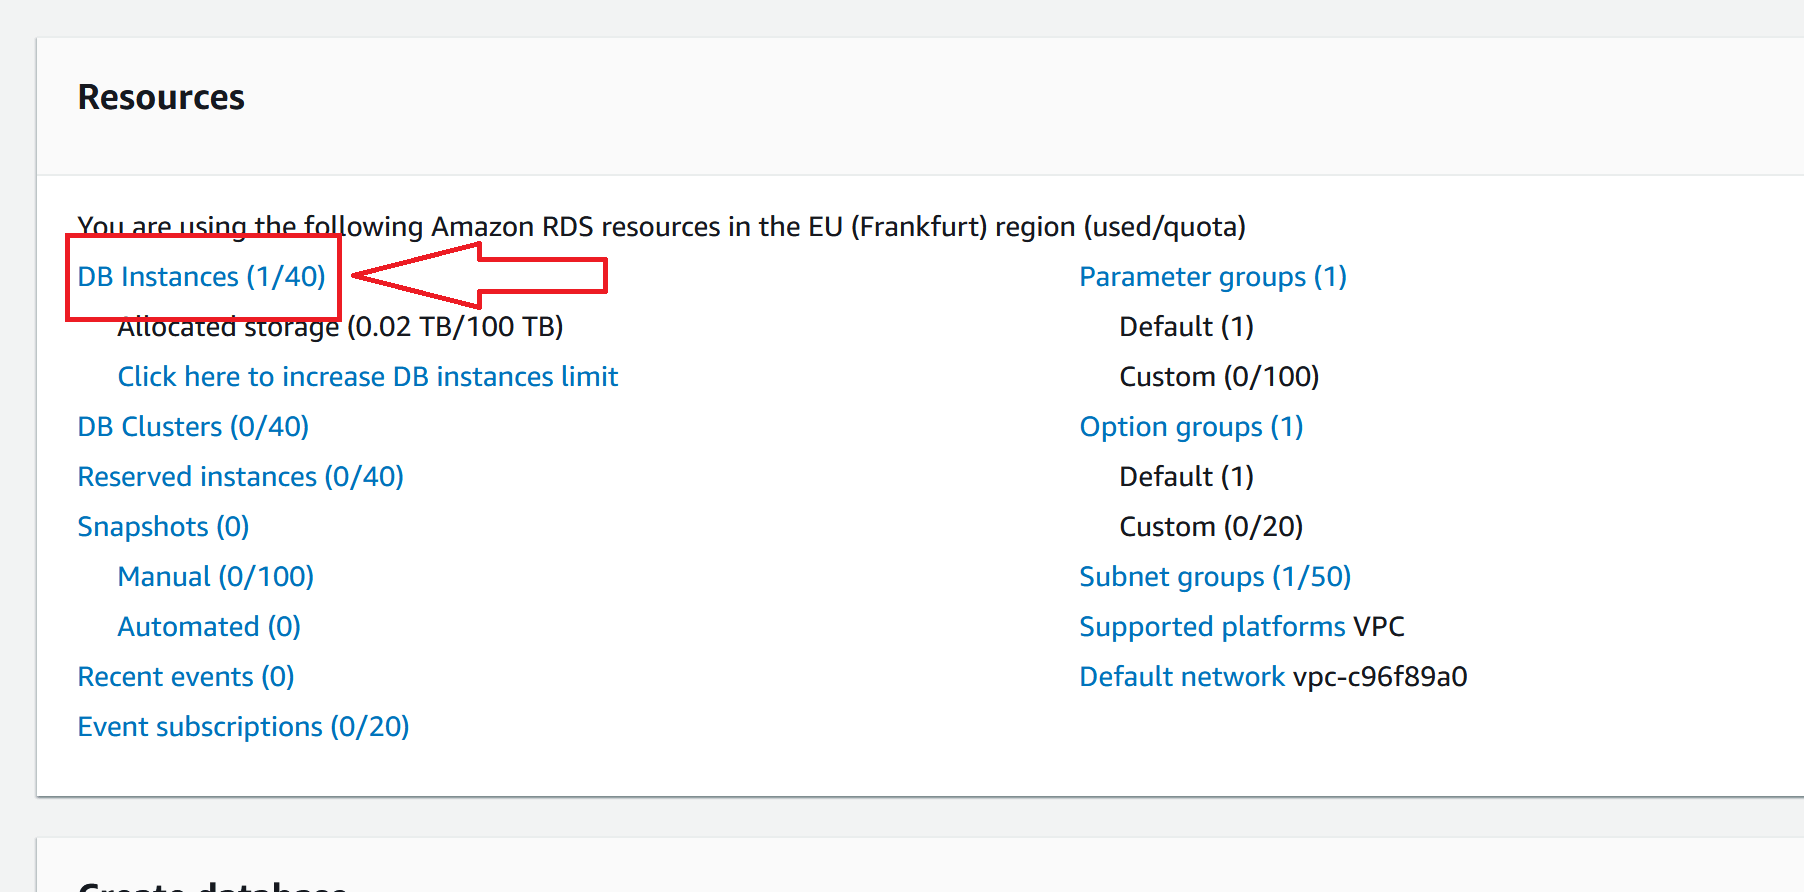 Resources
You are using the following Amazon RDS resources in the EU (Frankfurt) region (used/quota)
DB Instances (1/40)
Allocated storage (0.02 TB/100 TB)
Click here to increase DB instances limit
DB Clusters (0/40)
Reserved instances (0/40)
Snapshots (0)
Manual (0/100)
Automated (0)
Recent events (0)
Event subscriptions (0/20)
Parameter groups (1)
Default (1)
Custom (0/100)
Option groups (1)
Default (1)
Custom (0/20)
Subnet groups (1/50)
Supported platforms VPC
Default network vpc-c96f89a0
Create database